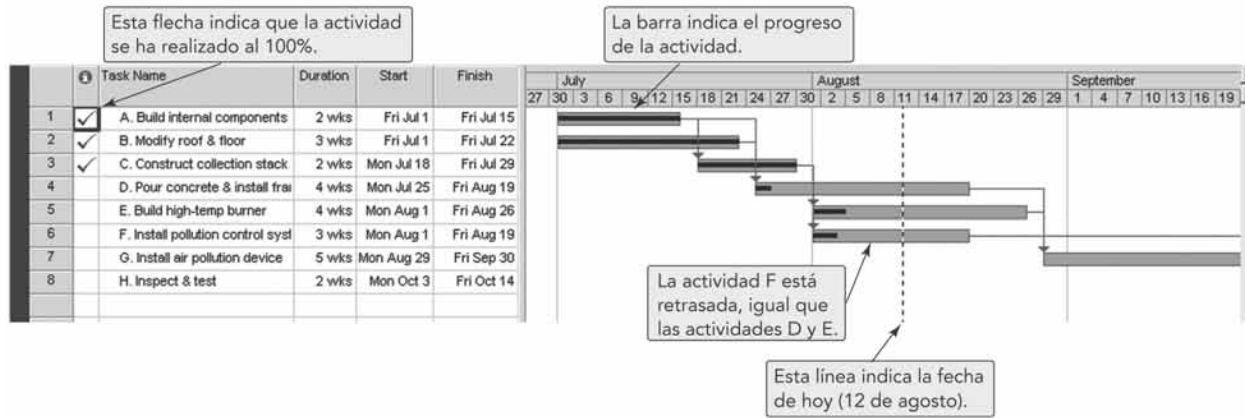 Esta flecha indica que la actividad
se ha realizado al 100%.
La barra indica el progreso
de la actividad.
Task Name Duration Start Finish
July August September
27 30 3 6 9 12 15 18 21 24 27 30 2 5 8 11 14 17 20 23 26 29 1 4 7 10 13 16 19
1 A. Build internal components 2 wks Fri Jul 1 Fri Jul 15
2 B. Modify roof & floor 3 wks Fri Jul 1 Fri Jul 22
3 C. Construct collection stack 2 wks Mon Jul 18 Fri Jul 29
4 D. Pour concrete & install frai 4 wks Mon Jul 25 Fri Aug 19
5 E. Build high-temp burner 4 wks Mon Aug 1 Fri Aug 26
6 F. Install pollution control syst 3 wks Mon Aug 1 Fri Aug 19
7 G. Install air pollution device 5 wks Mon Aug 29 Fri Sep 30
8 H. Inspect & test 2 wks Mon Oct 3 Fri Oct 14
La actividad F está
retrasada, igual que
las actividades D y E.
Esta línea indica la fecha
de hoy (12 de agosto).